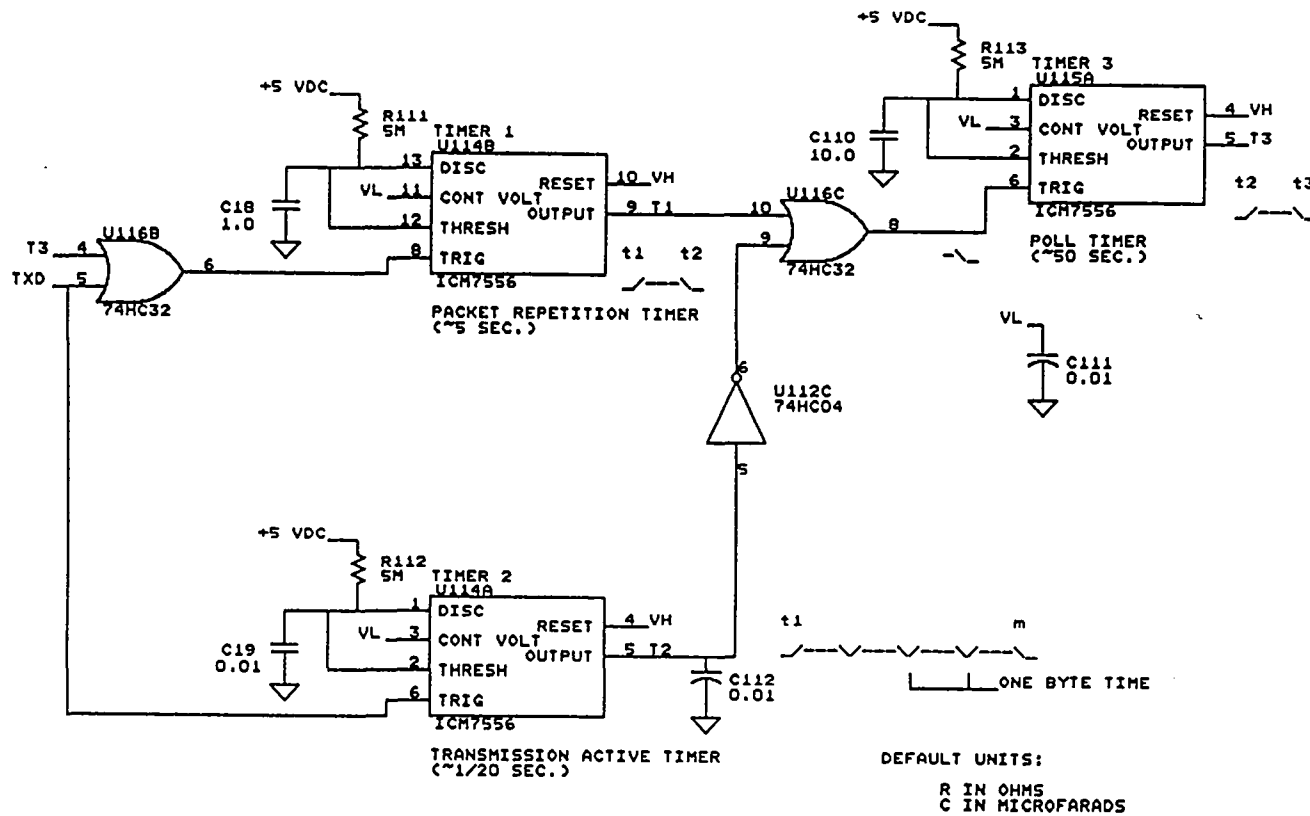 +5 VDC
R113
5M
TIMER 3
U115A
1 DISC
RESET 4 VH
C110
10.0
VL 3 CONT VOLT
OUTPUT 5 T3
2 THRESH
6 TRIG
ICM7556
POLL TIMER
(~50 SEC.)
t2 t3
+5 VDC
R111
5M
TIMER 1
U114B
13 DISC
RESET 10 VH
C18
1.0
VL 11 CONT VOLT
OUTPUT 9 T1
12 THRESH
8 TRIG
ICM7556
PACKET REPETITION TIMER
(~5 SEC.)
t1 t2
U116B
T3 4
TXD 5
6
74HC32
U116C
10
9
8
74HC32
VL
C111
0.01
6
U112C
74HC04
5
+5 VDC
R112
5M
TIMER 2
U114A
1 DISC
RESET 4 VH
C19
0.01
VL 3 CONT VOLT
OUTPUT 5 T2
2 THRESH
6 TRIG
ICM7556
TRANSMISSION ACTIVE TIMER
(~1/20 SEC.)
C112
0.01
t1 m
ONE BYTE TIME
DEFAULT UNITS:
R IN OHMS
C IN MICROFARADS